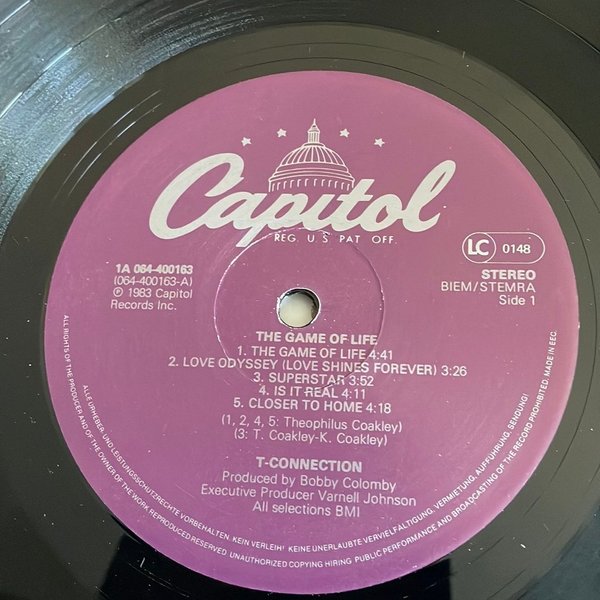 Capitol
REG. U.S. PAT. OFF.
LC 0148
1A 064-400163
(064-400163-A)
℗ 1983 Capitol
Records Inc.
STEREO
BIEM/STEMRA
Side 1
THE GAME OF LIFE
1. THE GAME OF LIFE 4:41
2. LOVE ODYSSEY (LOVE SHINES FOREVER) 3:26
3. SUPERSTAR 3:52
4. IS IT REAL 4:11
5. CLOSER TO HOME 4:18
(1, 2, 4, 5: Theophilus Coakley)
(3: T. Coakley-K. Coakley)
T-CONNECTION
Produced by Bobby Colomby
Executive Producer Varnell Johnson
All selections BMI
ALLE URHEBER- UND LEISTUNGSSCHUTZRECHTE VORBEHALTEN. KEIN VERLEIH! KEINE UNERLAUBTE VERVIELFÄLTIGUNG, VERMIETUNG, AUFFÜHRUNG, SENDUNG!
ALL RIGHTS OF THE PRODUCER AND OF THE OWNER OF THE WORK REPRODUCED RESERVED UNAUTHORIZED COPYING HIRING PUBLIC PERFORMANCE AND BROADCASTING OF THE RECORD PROHIBITED. MADE IN EEC.